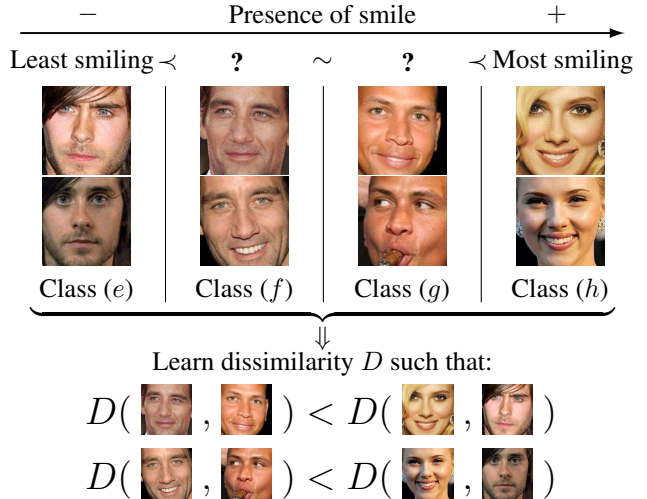 − Presence of smile +
Least smiling ≺ ? ∼ ? ≺ Most smiling
Class (e) Class (f) Class (g) Class (h)
⇓
Learn dissimilarity D such that:
D( , ) < D( , )
D( , ) < D( , )